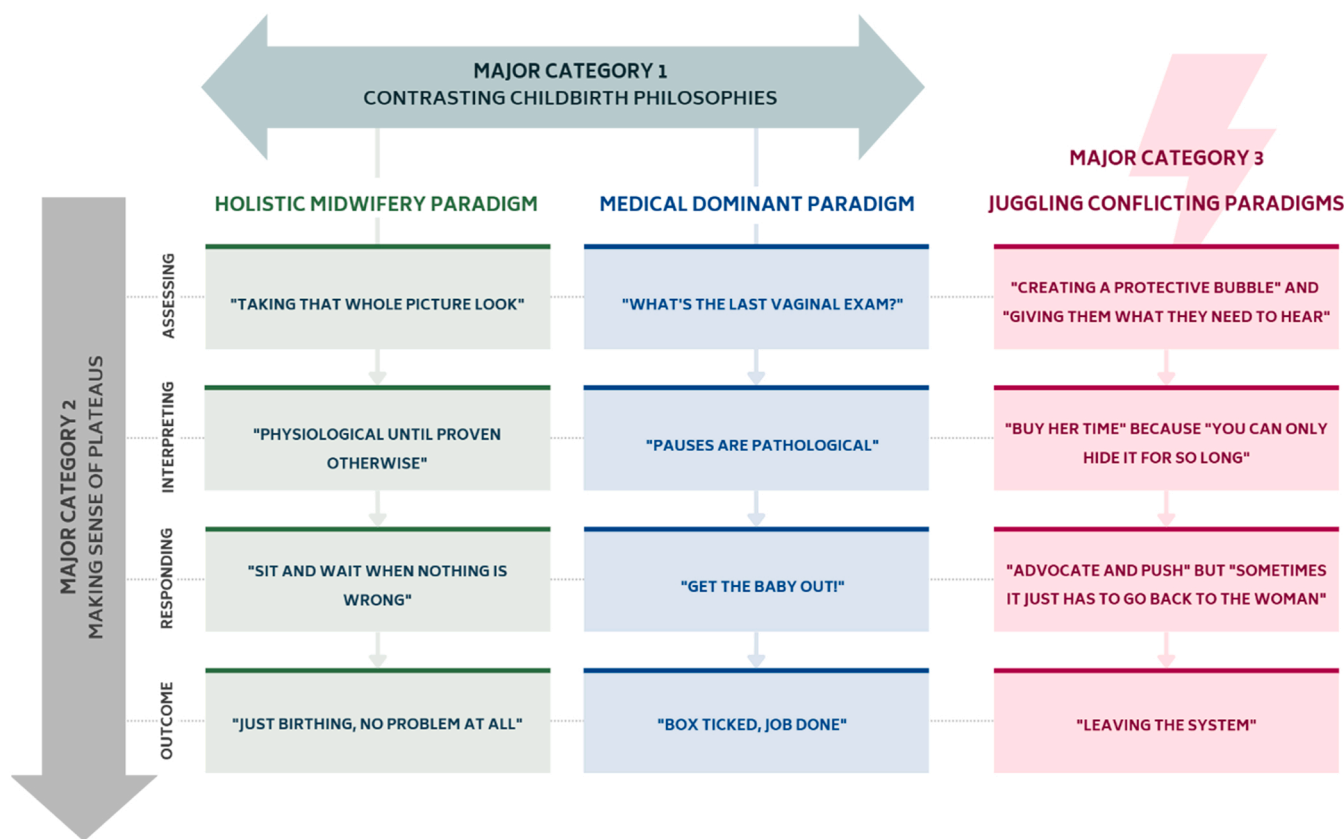 MAJOR CATEGORY 1
CONTRASTING CHILDBIRTH PHILOSOPHIES
MAJOR CATEGORY 3
HOLISTIC MIDWIFERY PARADIGM
MEDICAL DOMINANT PARADIGM
JUGGLING CONFLICTING PARADIGMS
MAJOR CATEGORY 2
MAKING SENSE OF PLATEAUS
ASSESSING
"TAKING THAT WHOLE PICTURE LOOK"
"WHAT'S THE LAST VAGINAL EXAM?"
"CREATING A PROTECTIVE BUBBLE" AND
"GIVING THEM WHAT THEY NEED TO HEAR"
INTERPRETING
"PHYSIOLOGICAL UNTIL PROVEN
OTHERWISE"
"PAUSES ARE PATHOLOGICAL"
"BUY HER TIME" BECAUSE "YOU CAN ONLY
HIDE IT FOR SO LONG"
RESPONDING
"SIT AND WAIT WHEN NOTHING IS
WRONG"
"GET THE BABY OUT!"
"ADVOCATE AND PUSH" BUT "SOMETIMES
IT JUST HAS TO GO BACK TO THE WOMAN"
OUTCOME
"JUST BIRTHING, NO PROBLEM AT ALL"
"BOX TICKED, JOB DONE"
"LEAVING THE SYSTEM"